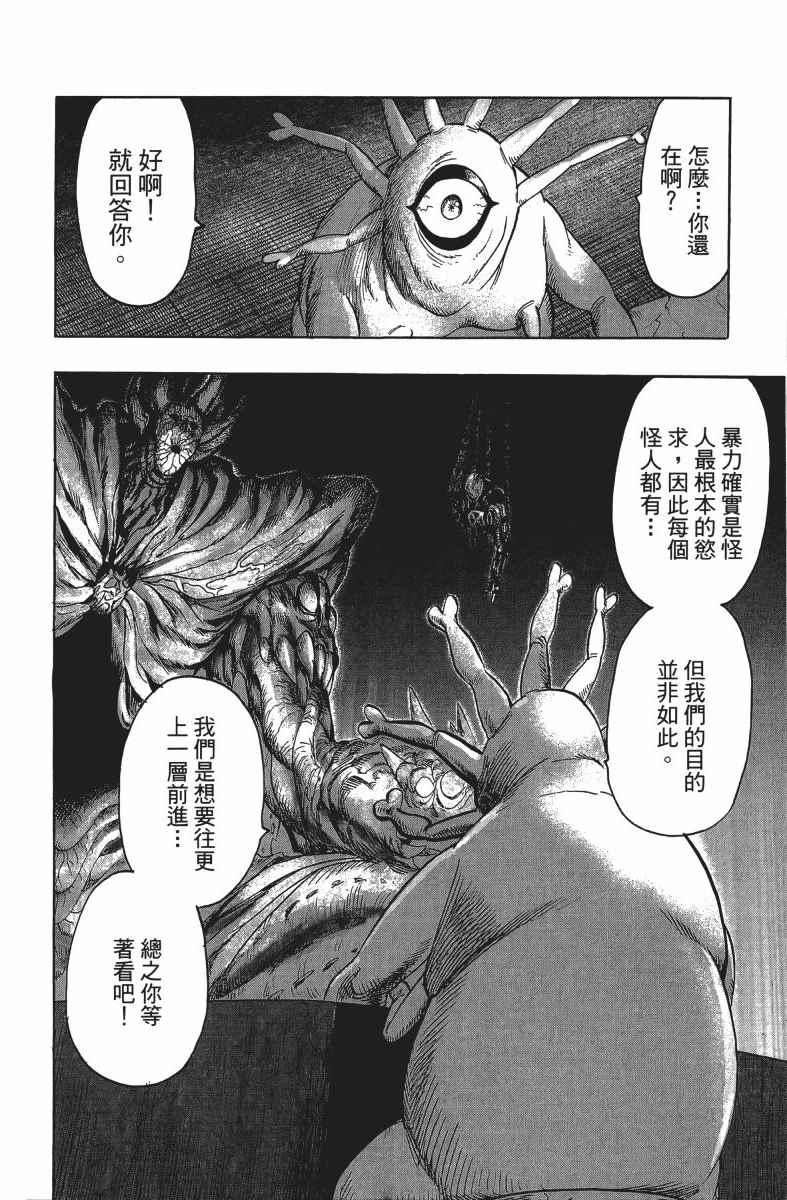 怎麼…你還
在啊?
好啊!
就回答你。
暴力確實是怪
人最根本的慾
求,因此每個
怪人都有…
但我們的目的
並非如此。
我們是想要往更
上一層前進…
總之你等
著看吧!